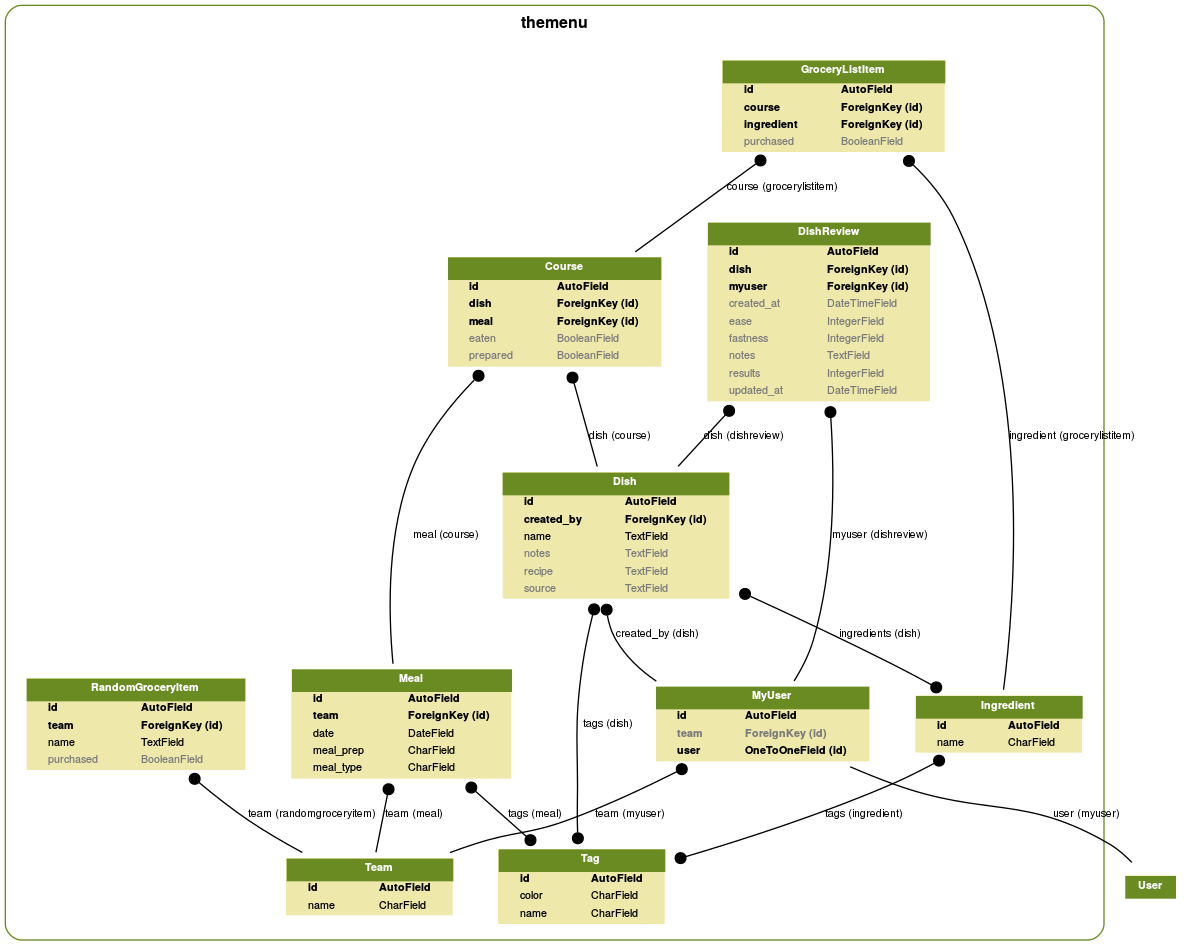 themenu
GroceryListItem
id AutoField
course ForeignKey (id)
ingredient ForeignKey (id)
purchased BooleanField
course (grocerylistitem)
DishReview
id AutoField
dish ForeignKey (id)
myuser ForeignKey (id)
created_at DateTimeField
ease IntegerField
fastness IntegerField
notes TextField
results IntegerField
updated_at DateTimeField
Course
id AutoField
dish ForeignKey (id)
meal ForeignKey (id)
eaten BooleanField
prepared BooleanField
dish (course)
dish (dishreview)
ingredient (grocerylistitem)
Dish
id AutoField
created_by ForeignKey (id)
name TextField
notes TextField
recipe TextField
source TextField
meal (course)
myuser (dishreview)
created_by (dish)
ingredients (dish)
RandomGroceryItem
id AutoField
team ForeignKey (id)
name TextField
purchased BooleanField
Meal
id AutoField
team ForeignKey (id)
date DateField
meal_prep CharField
meal_type CharField
tags (dish)
MyUser
id AutoField
team ForeignKey (id)
user OneToOneField (id)
Ingredient
id AutoField
name CharField
team (randomgroceryitem)
team (meal)
tags (meal)
team (myuser)
tags (ingredient)
user (myuser)
Team
id AutoField
name CharField
Tag
id AutoField
color CharField
name CharField
User